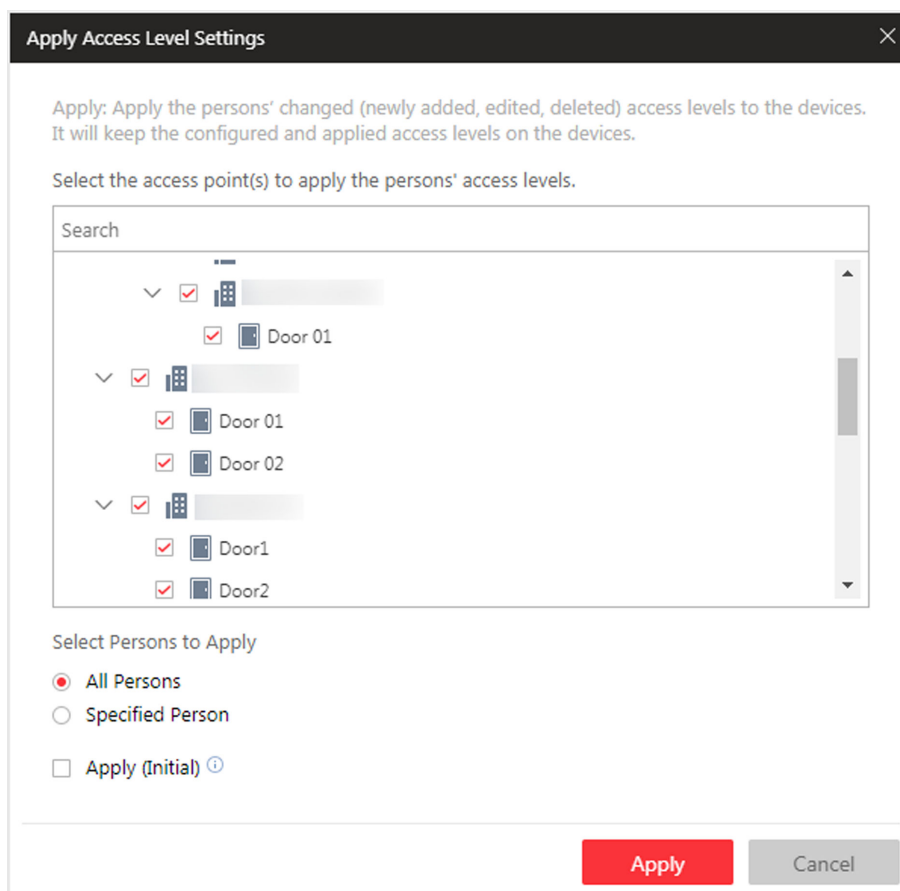 Apply Access Level Settings
Apply: Apply the persons' changed (newly added, edited, deleted) access levels to the devices.
It will keep the configured and applied access levels on the devices.
Select the access point(s) to apply the persons' access levels.
Search
Door 01
Door 01
Door 02
Door1
Door2
Select Persons to Apply
All Persons
Specified Person
Apply (Initial)
Apply
Cancel